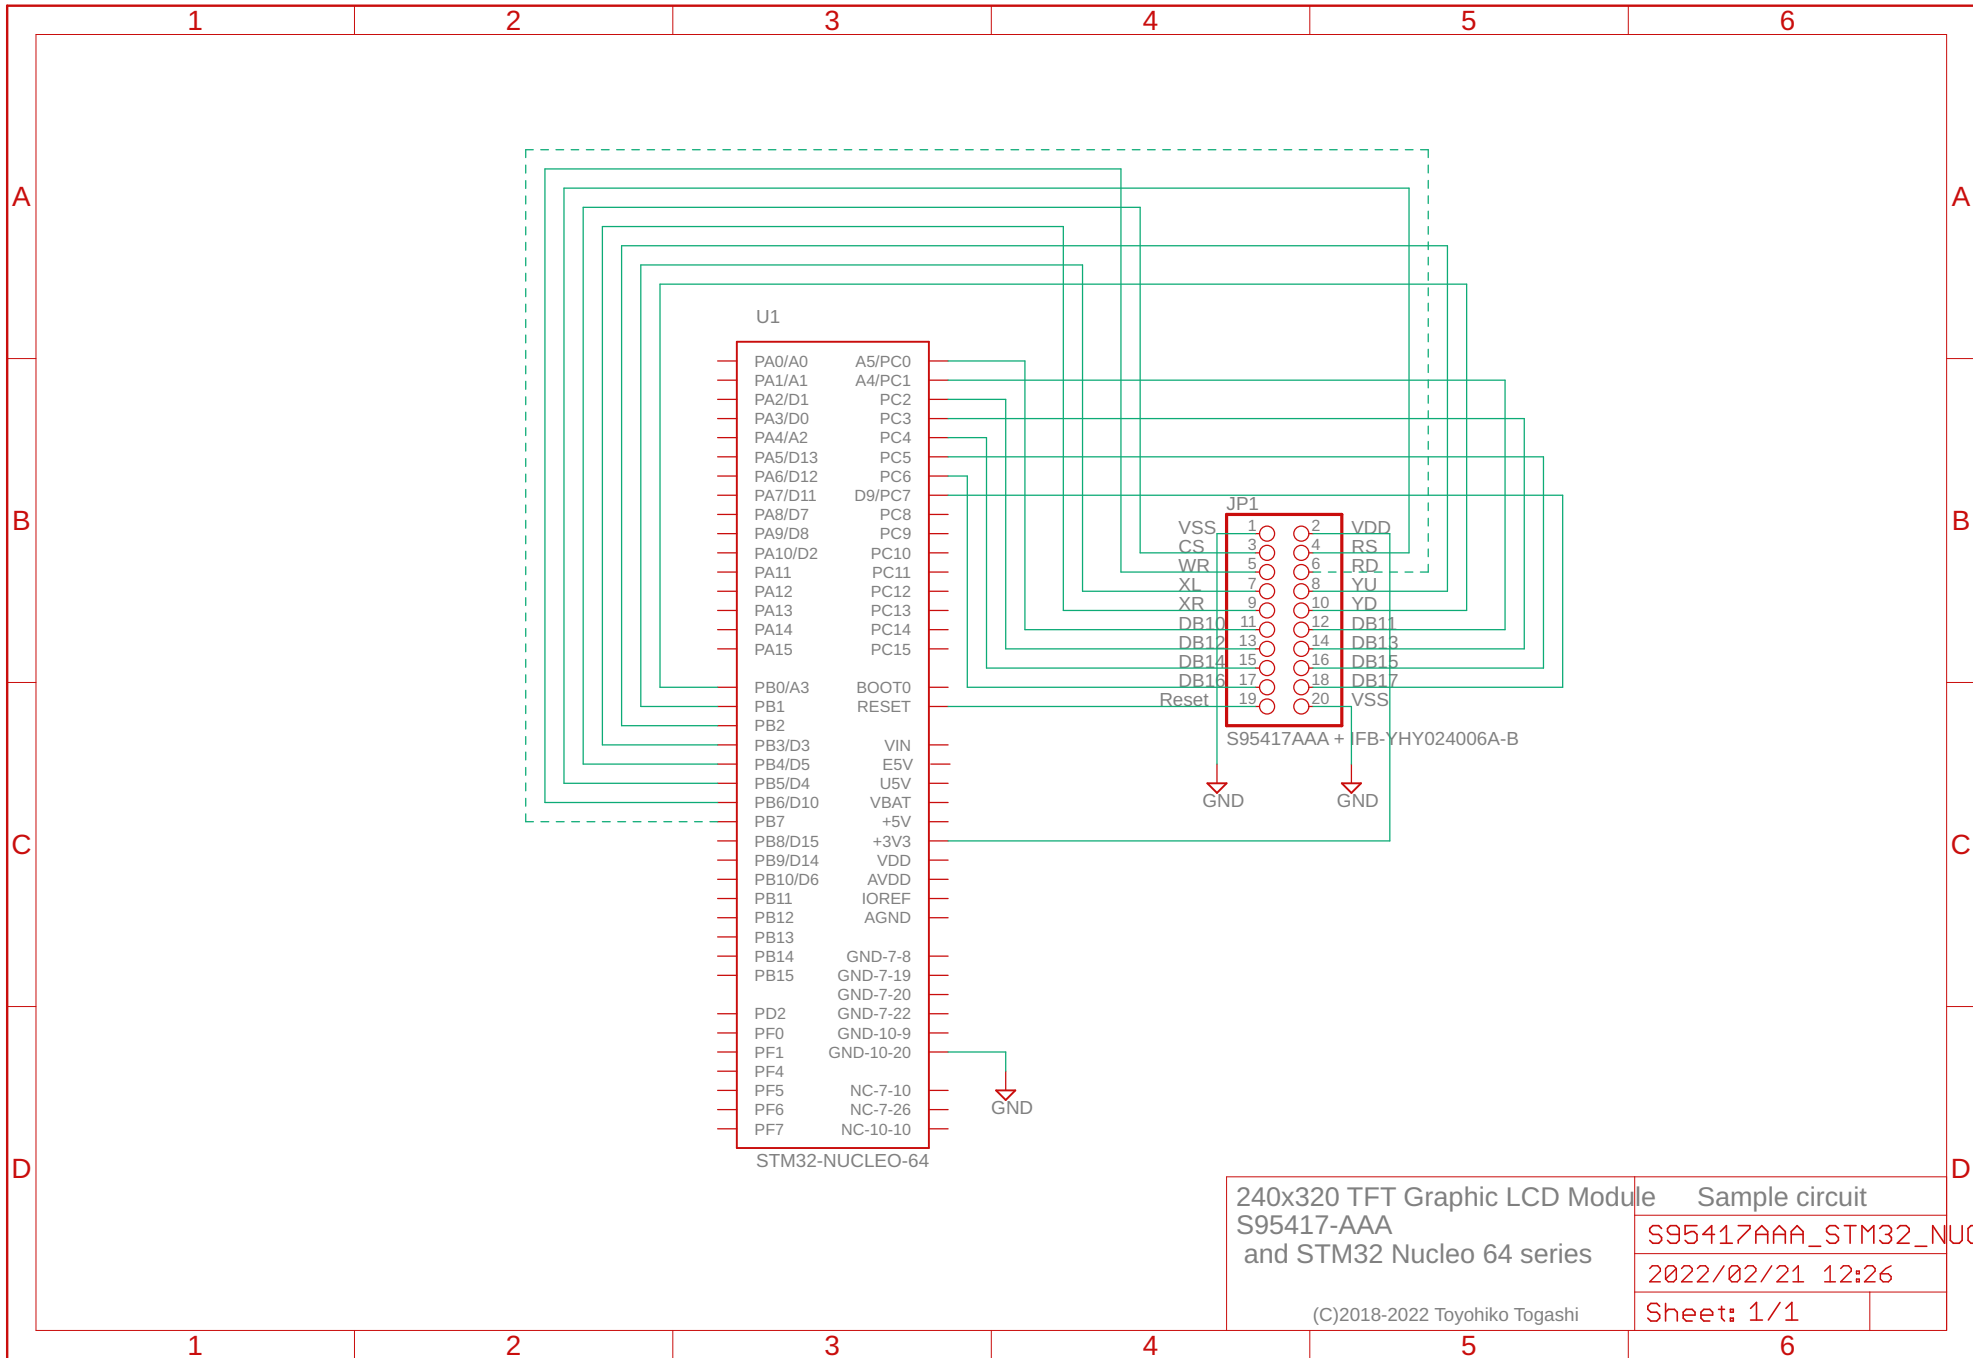 1 2 3 4 5 6
A A
U1
PA0/A0 A5/PC0
PA1/A1 A4/PC1
PA2/D1 PC2
PA3/D0 PC3
PA4/A2 PC4
PA5/D13 PC5
PA6/D12 PC6
PA7/D11 D9/PC7
PA8/D7 PC8
PA9/D8 PC9
PA10/D2 PC10
PA11 PC11
PA12 PC12
PA13 PC13
PA14 PC14
PA15 PC15
PB0/A3 BOOT0
PB1 RESET
PB2
PB3/D3 VIN
PB4/D5 E5V
PB5/D4 U5V
PB6/D10 VBAT
PB7 +5V
PB8/D15 +3V3
PB9/D14 VDD
PB10/D6 AVDD
PB11 IOREF
PB12 AGND
PB13
PB14 GND-7-8
PB15 GND-7-19
GND-7-20
PD2 GND-7-22
PF0 GND-10-9
PF1 GND-10-20
PF4
PF5 NC-7-10
PF6 NC-7-26
PF7 NC-10-10
STM32-NUCLEO-64
GND
B B
JP1
VSS 1 2 VDD
CS 3 4 RS
WR 5 6 RD
XL 7 8 YU
XR 9 10 YD
DB10 11 12 DB11
DB12 13 14 DB13
DB14 15 16 DB15
DB16 17 18 DB17
Reset 19 20 VSS
S95417AAA + IFB-YHY024006A-B
GND GND
C C
D D
240x320 TFT Graphic LCD Module
S95417-AAA
and STM32 Nucleo 64 series
(C)2018-2022 Toyohiko Togashi
Sample circuit
S95417AAA_STM32_NU
2022/02/21 12:26
Sheet: 1/1
1 2 3 4 5 6